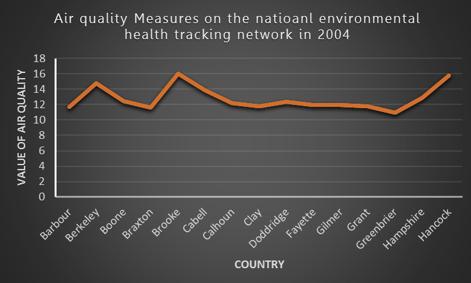 Air quality Measures on the natioanl environmental
health tracking network in 2004
VALUE OF AIR QUALITY
18
16
14
12
10
8
6
4
2
0
Barbour
Berkeley
Boone
Braxton
Brooke
Cabell
Calhoun
Clay
Doddridge
Fayette
Gilmer
Grant
Greenbrier
Hampshire
Hancock
COUNTRY